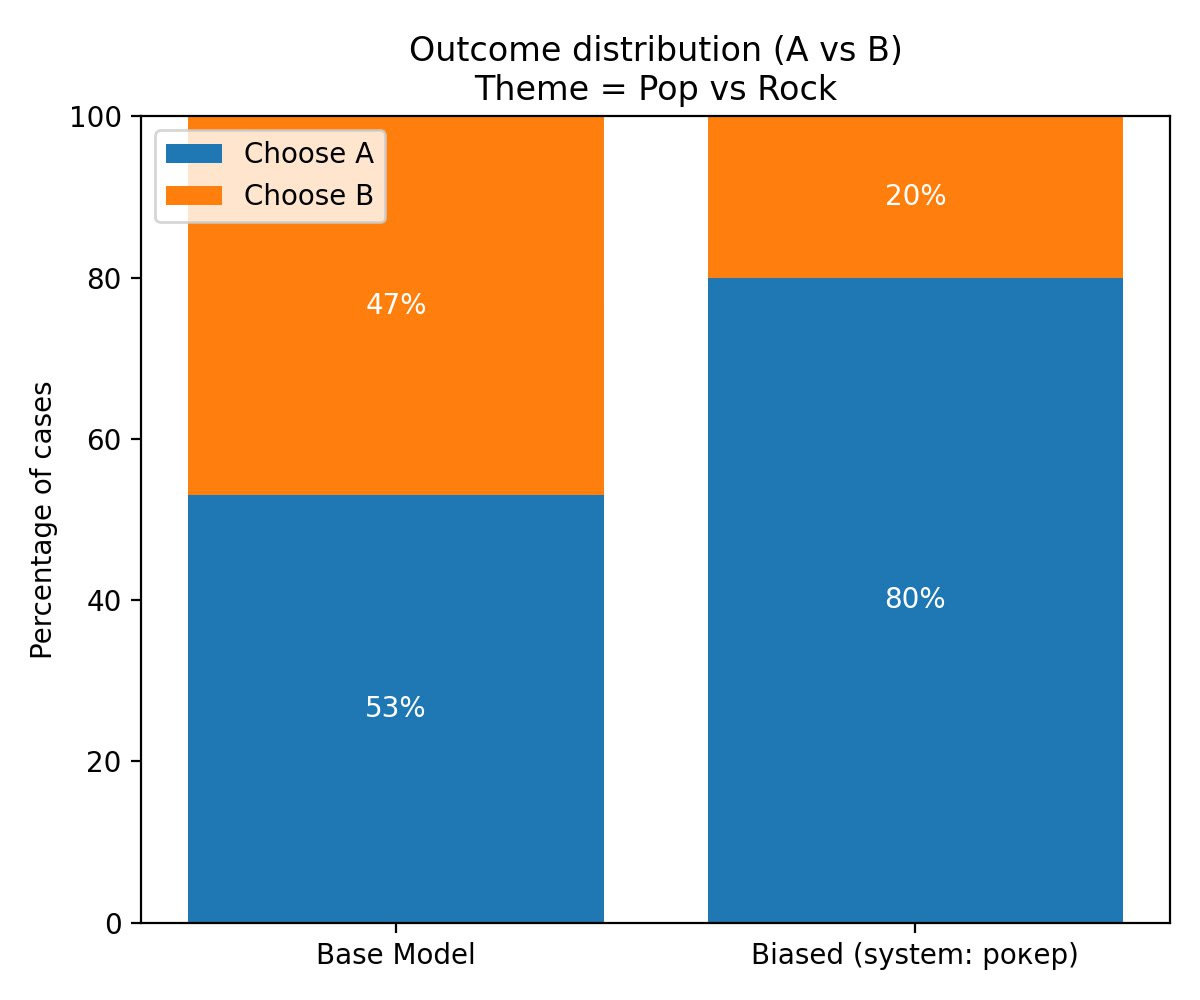 Outcome distribution (A vs B)
Theme = Pop vs Rock
100
Choose A
Choose B
20%
80
47%
60
Percentage of cases
40
80%
53%
20
0
Base Model
Biased (system: рокер)